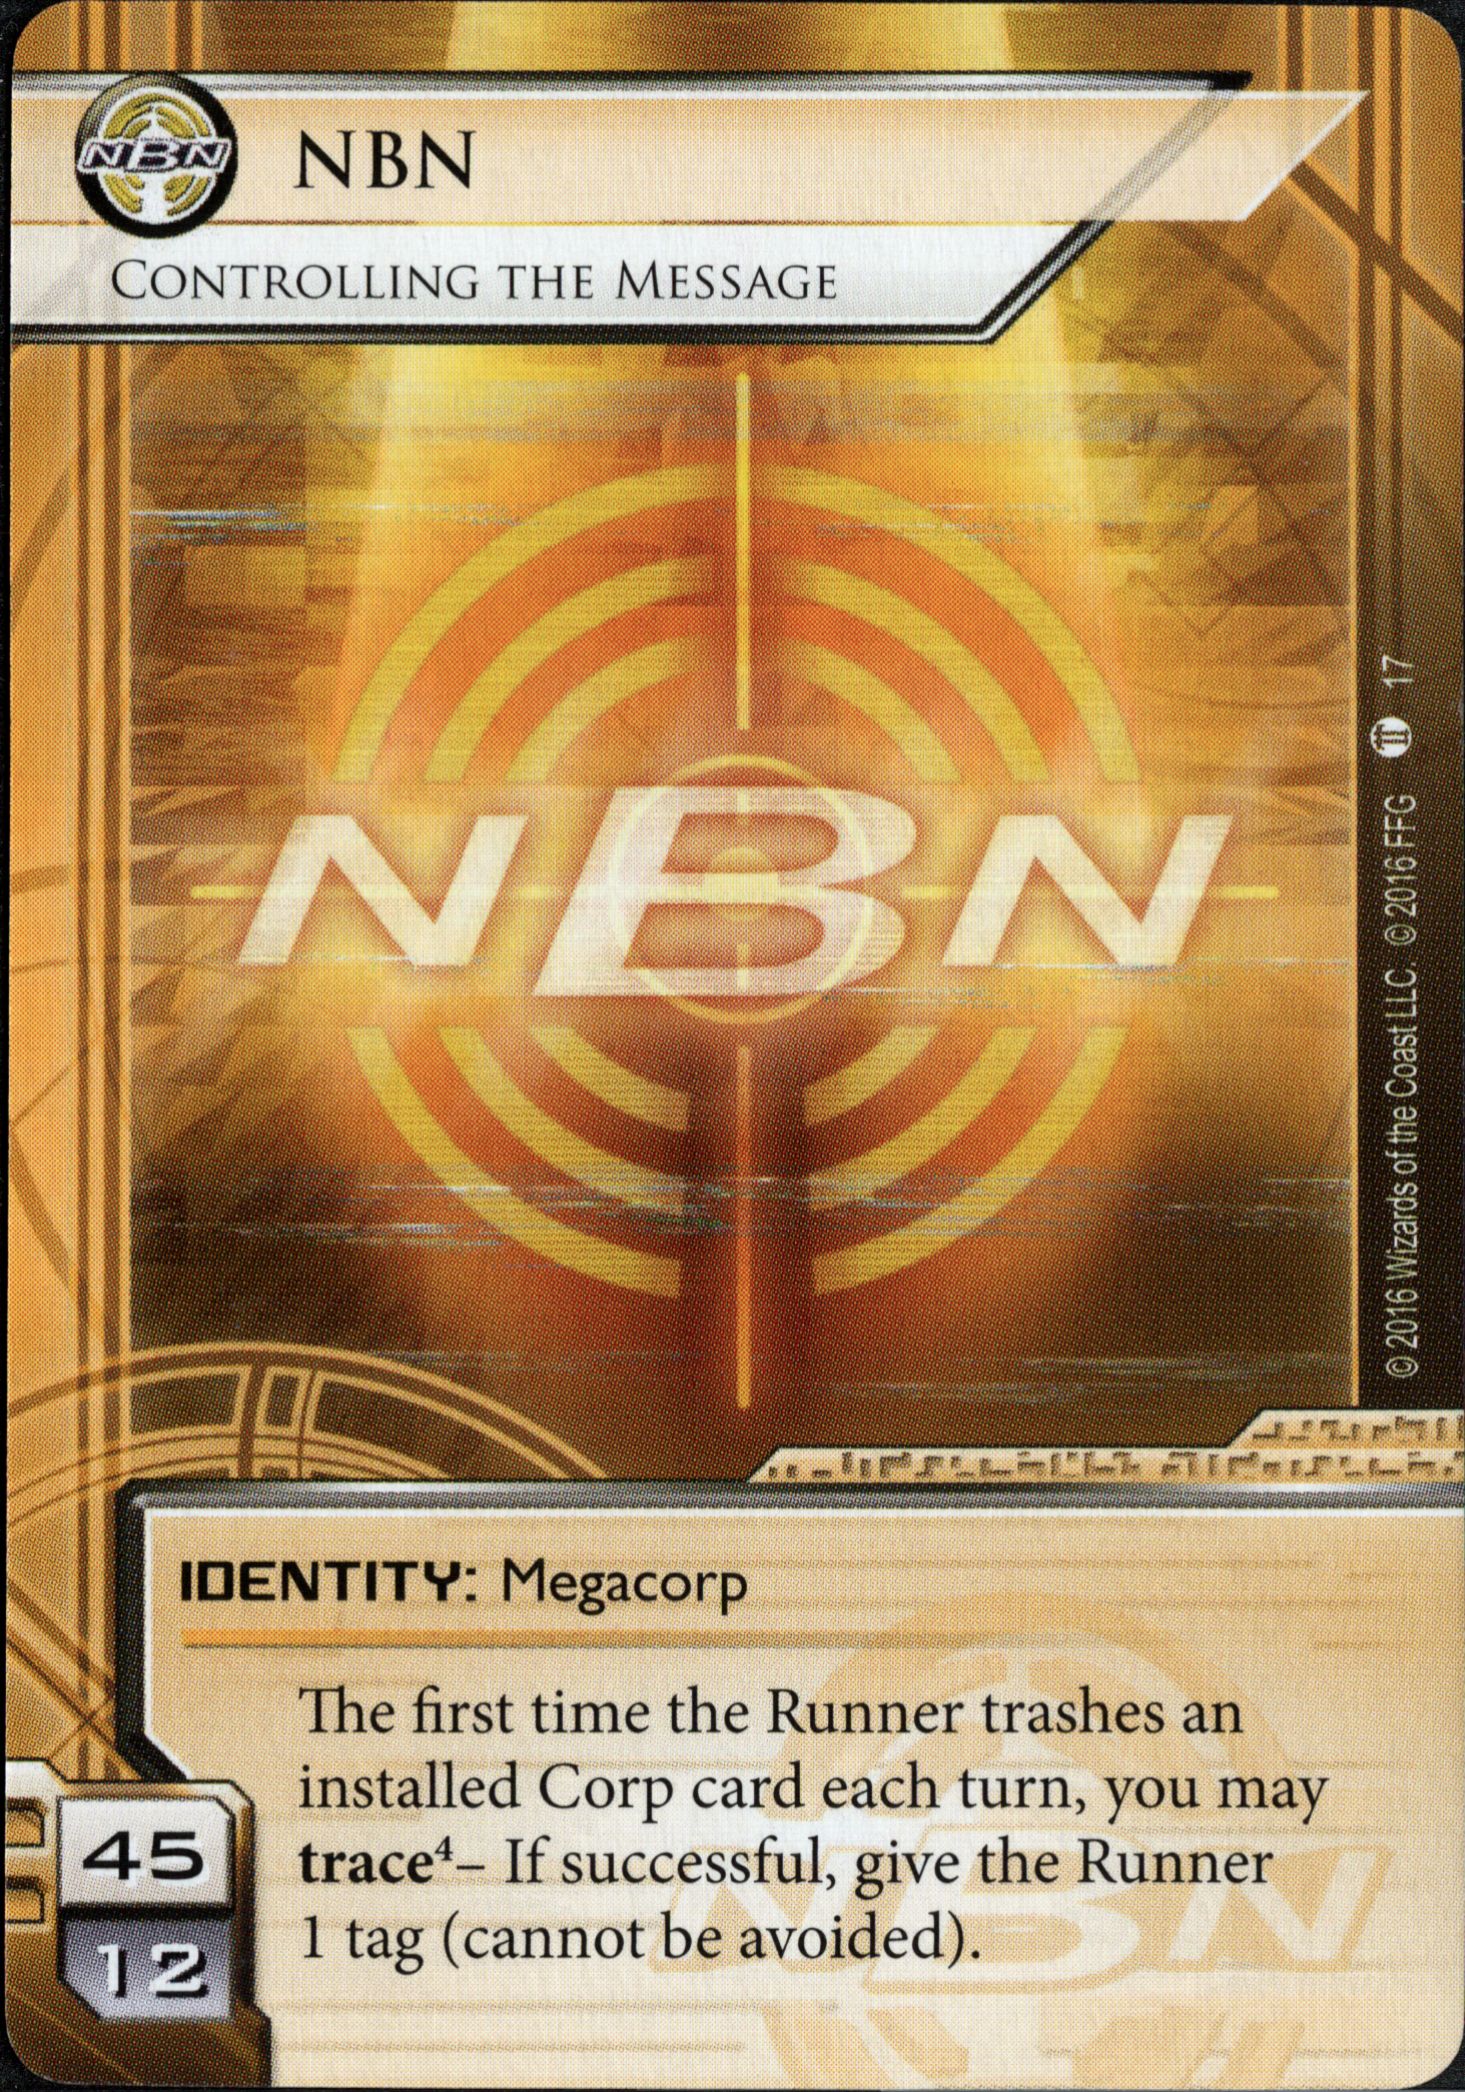 NBN
NBN
Controlling the Message
NBN
© 2016 Wizards of the Coast LLC. © 2016 FFG 17
IDENTITY: Megacorp
The first time the Runner trashes an
installed Corp card each turn, you may
trace⁴– If successful, give the Runner
1 tag (cannot be avoided).
45
12
NBN